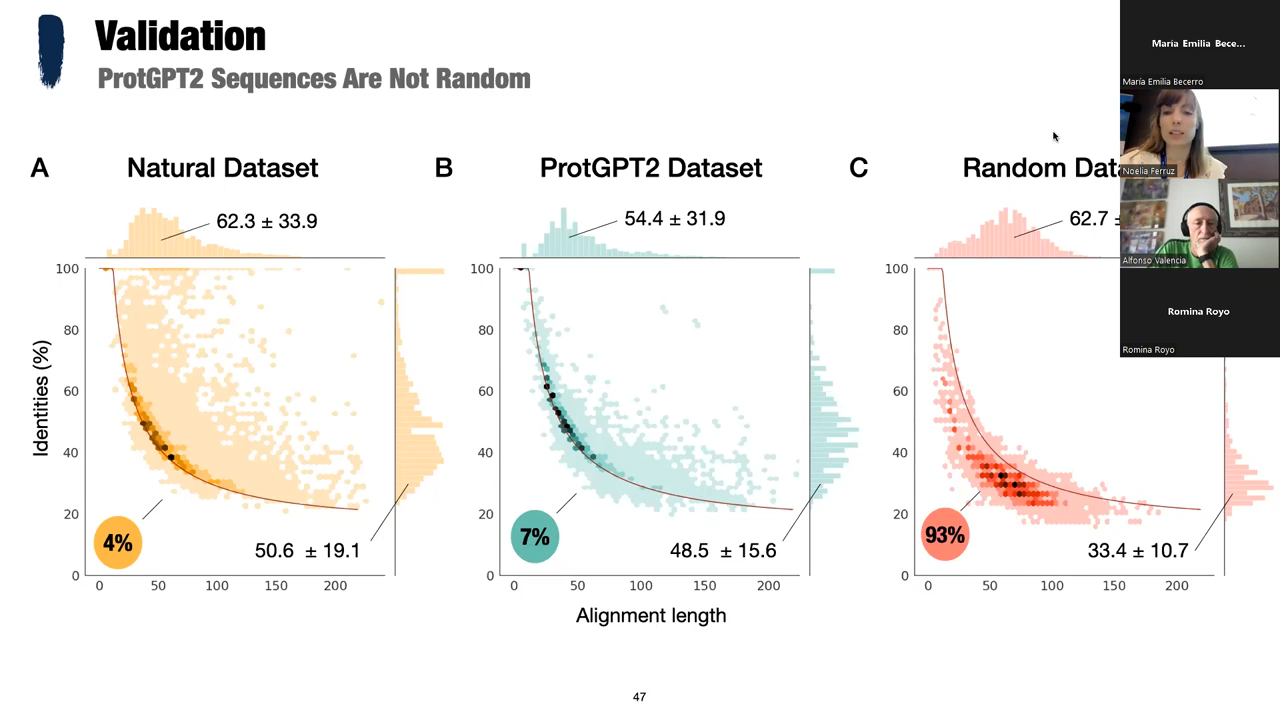 Validation
ProtGPT2 Sequences Are Not Random
María Emilia Bece...
María Emilia Becerro
Noelia Ferruz
Alfonso Valencia
Romina Royo
Romina Royo
A
Natural Dataset
62.3 ± 33.9
Identities (%)
100
80
60
40
20
0
4%
50.6 ± 19.1
0
50
100
150
200
B
ProtGPT2 Dataset
54.4 ± 31.9
100
80
60
40
20
0
7%
48.5 ± 15.6
0
50
100
150
200
Alignment length
C
Random Dat
62.7 ±
100
80
60
40
20
0
93%
33.4 ± 10.7
0
50
100
150
200
47